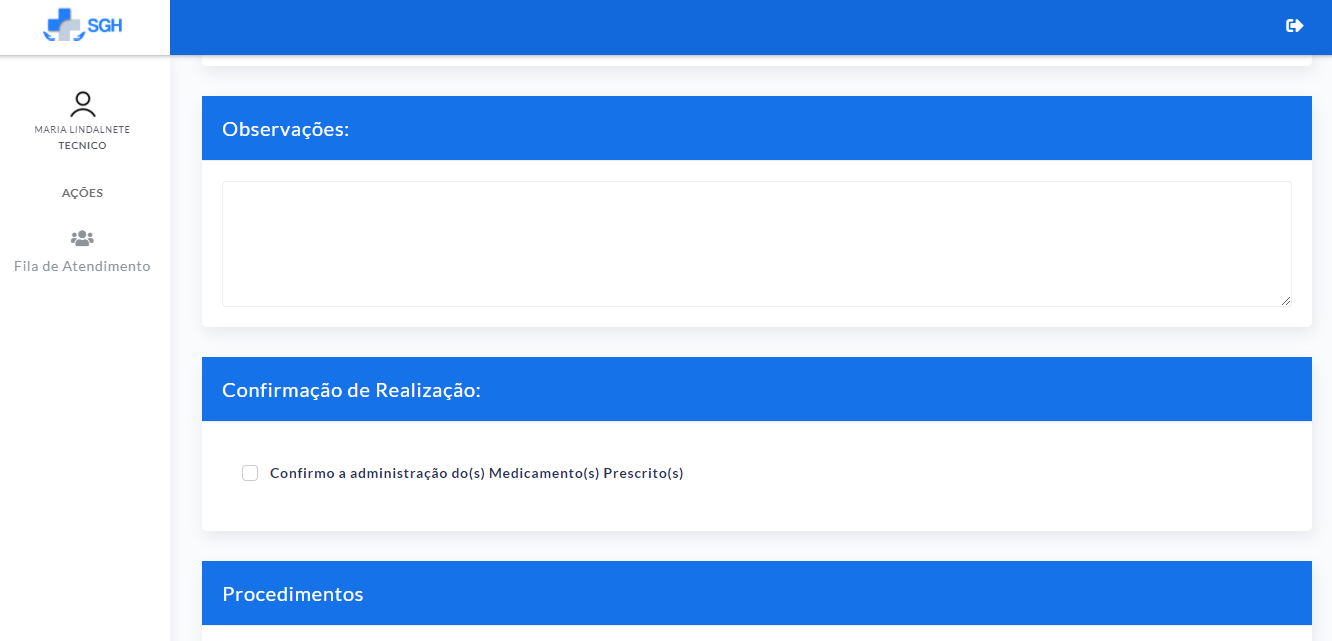 SGH
MARIA LINDALNETE
TECNICO
AÇÕES
Fila de Atendimento
Observações:
Confirmação de Realização:
Confirmo a administração do(s) Medicamento(s) Prescrito(s)
Procedimentos